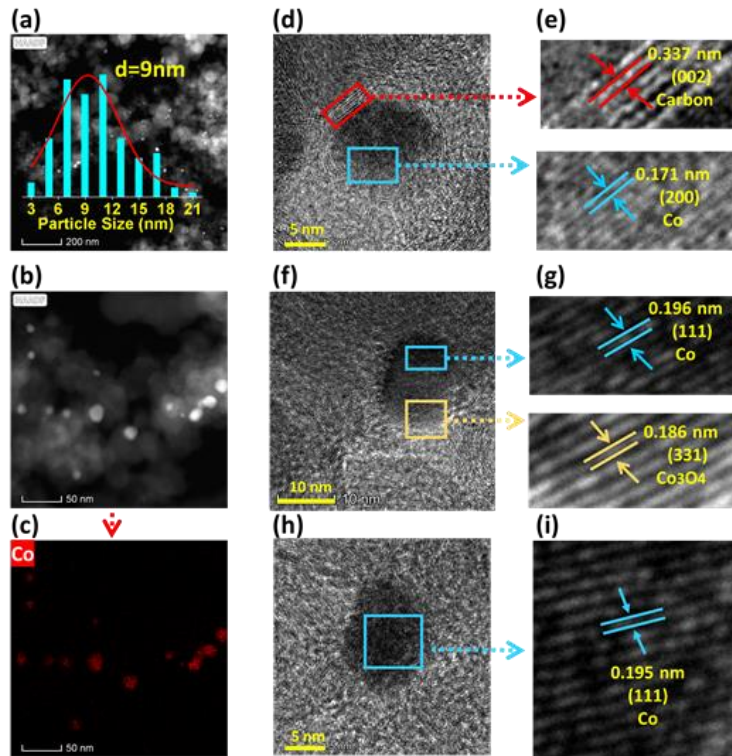 (a)
HAADF
d=9nm
3 6 9 12 15 18 21
Particle Size (nm)
200 nm
(d)
5 nm
(e)
0.337 nm
(002)
Carbon
0.171 nm
(200)
Co
(b)
HAADF
50 nm
(f)
10 nm
10 nm
(g)
0.196 nm
(111)
Co
0.186 nm
(331)
Co3O4
(c)
Co
50 nm
(h)
5 nm
(i)
0.195 nm
(111)
Co